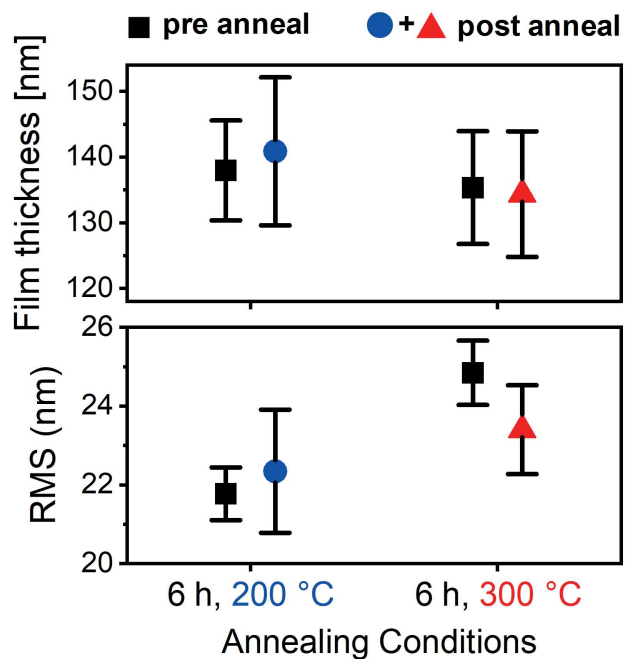 pre anneal + post anneal
Film thickness [nm]
150
140
130
120
RMS (nm)
26
24
22
20
6 h, 200 °C 6 h, 300 °C
Annealing Conditions